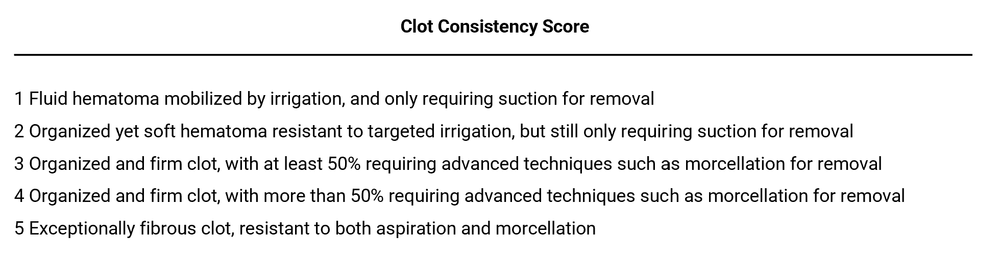 Clot Consistency Score
1 Fluid hematoma mobilized by irrigation, and only requiring suction for removal
2 Organized yet soft hematoma resistant to targeted irrigation, but still only requiring suction for removal
3 Organized and firm clot, with at least 50% requiring advanced techniques such as morcellation for removal
4 Organized and firm clot, with more than 50% requiring advanced techniques such as morcellation for removal
5 Exceptionally fibrous clot, resistant to both aspiration and morcellation